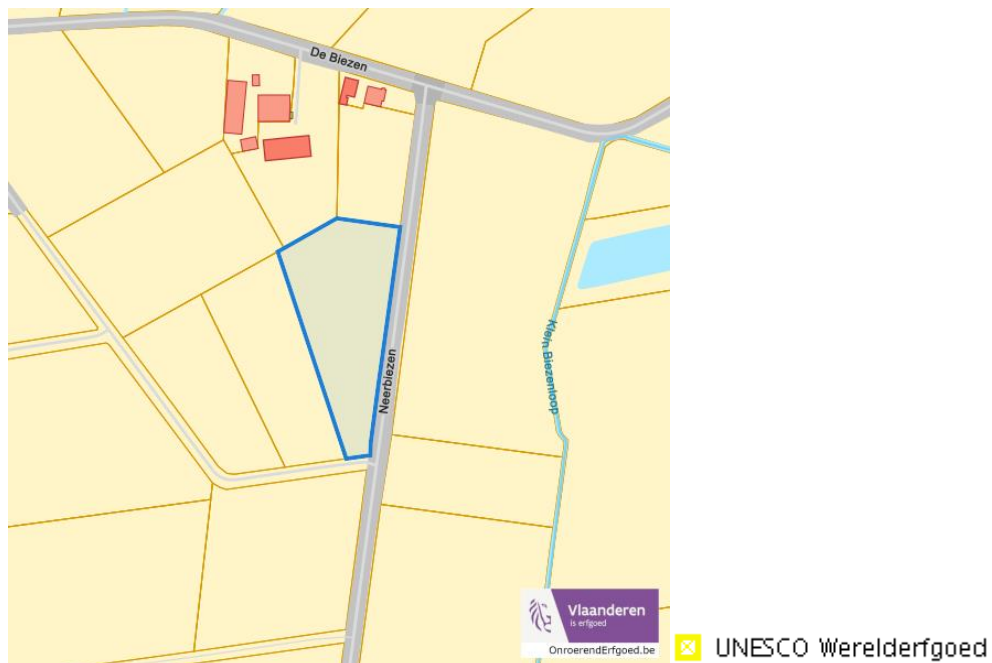 De Biezen
Neerbiezen
Klein Biezenloop
Vlaanderen
is erfgoed
OnroerendErfgoed.be
UNESCO Werelderfgoed